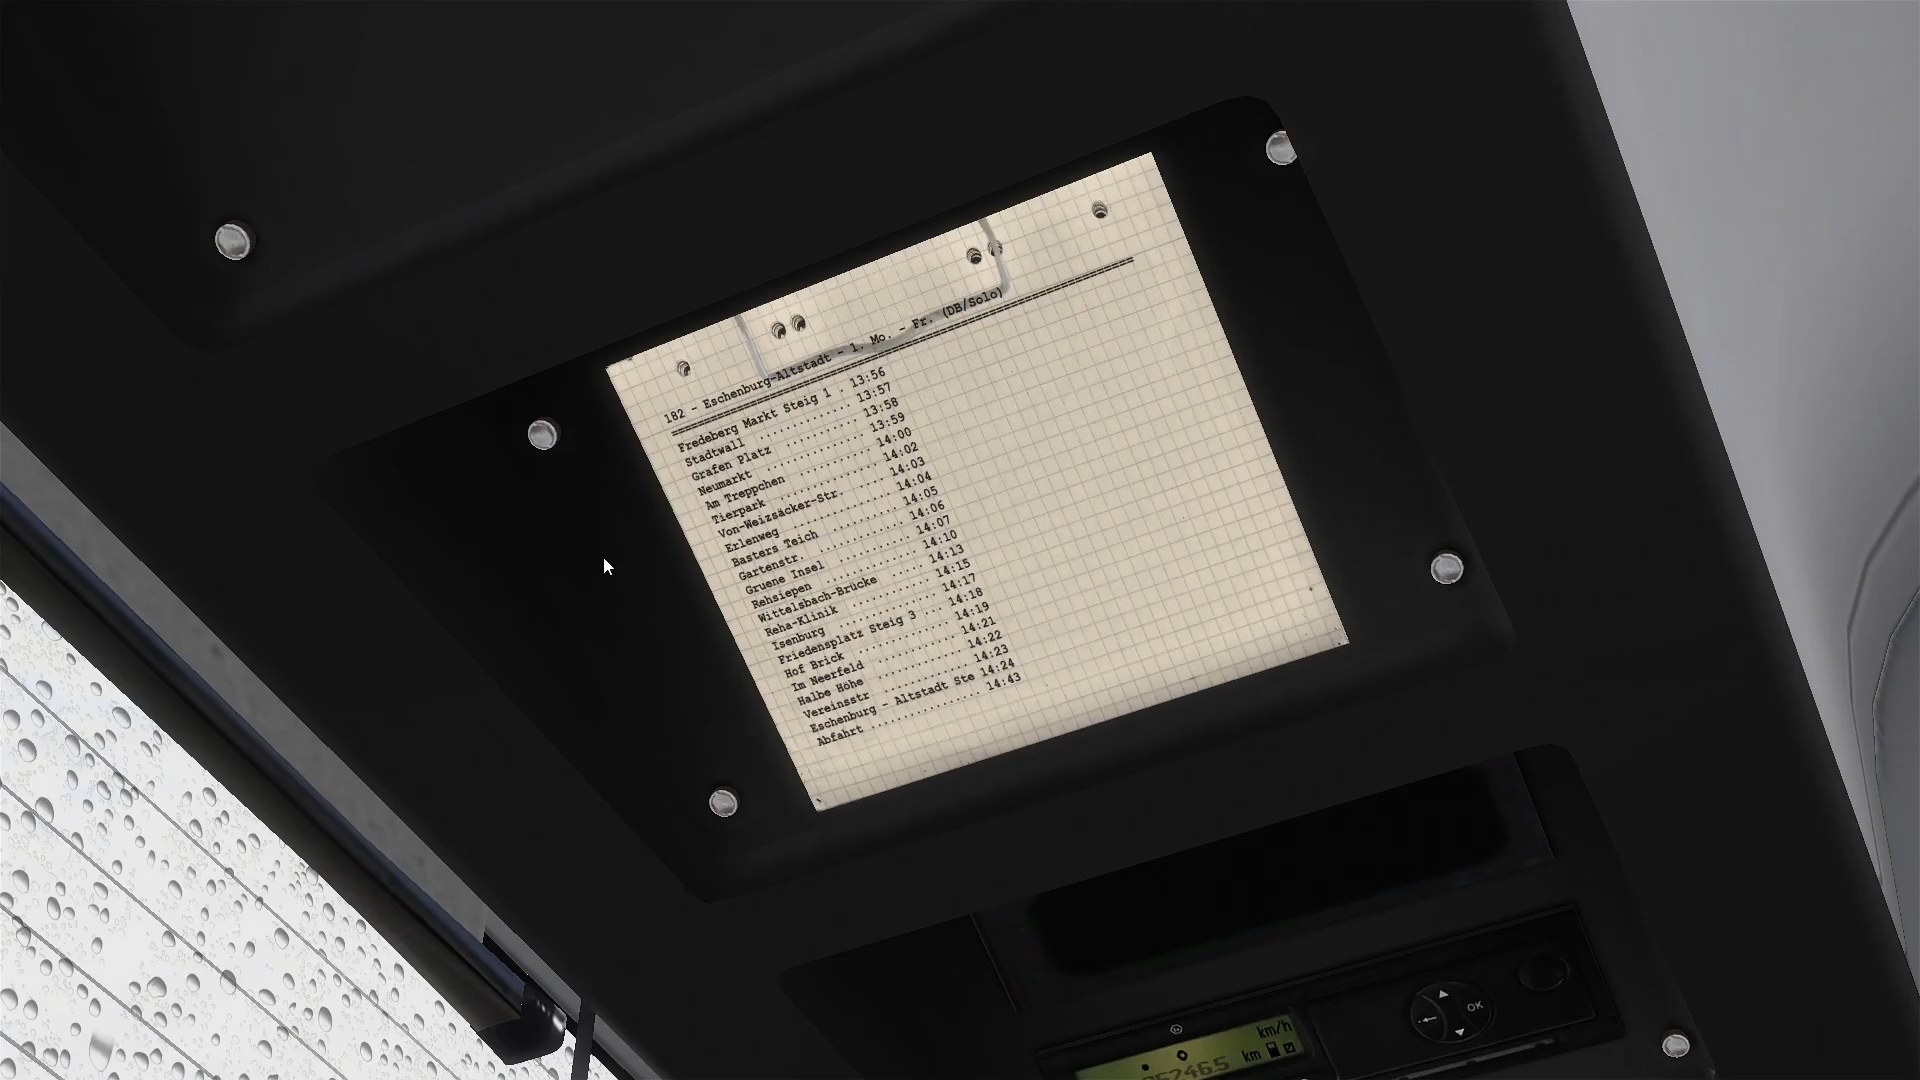 182 - Eschenburg-Altstadt - 1. Mo. - Fr. (DB/Solo)
Fredeberg Markt Steig 1 . 13:56
Stadtwall .............. 13:57
Grafen Platz ............ 13:58
Neumarkt ............... 13:59
Am Treppchen ........... 14:00
Tierpark ............... 14:02
Von-Weizsäcker-Str. ..... 14:03
Erlenweg ............... 14:04
Basters Teich ........... 14:05
Gartenstr. ............. 14:06
Gruene Insel ............ 14:07
Rehsiepen .............. 14:10
Wittelsbach-Brücke ..... 14:13
Reha-Klinik ............ 14:15
Isenburg ............... 14:17
Friedensplatz Steig 3 ... 14:18
Hof Brick .............. 14:19
Im Neerfeld ............ 14:21
Halbe Höhe ............. 14:22
Vereinsstr ............. 14:23
Eschenburg - Altstadt Ste 14:24
Abfahrt ................ 14:43
OK
km/h
km